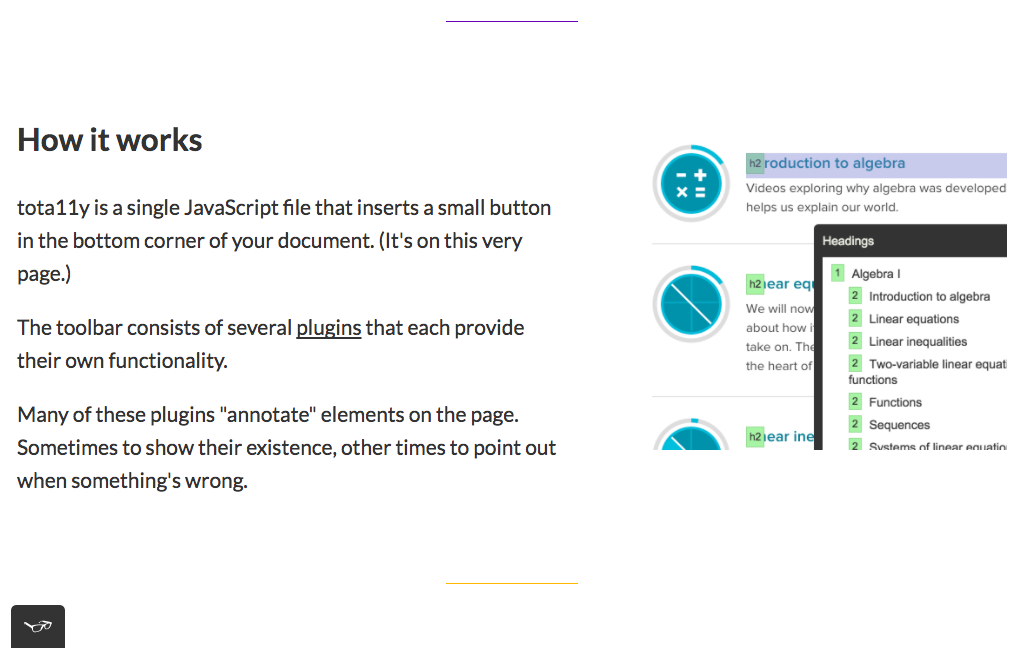 How it works
tota11y is a single JavaScript file that inserts a small button
in the bottom corner of your document. (It's on this very
page.)
The toolbar consists of several plugins that each provide
their own functionality.
Many of these plugins "annotate" elements on the page.
Sometimes to show their existence, other times to point out
when something's wrong.
h2 roduction to algebra
Videos exploring why algebra was developed
helps us explain our world.
h2 near equ
We will now
about how i
take on. The
the heart of
h2 near ine
Headings
1 Algebra I
2 Introduction to algebra
2 Linear equations
2 Linear inequalities
2 Two-variable linear equati
functions
2 Functions
2 Sequences
2 Systems of linear equation